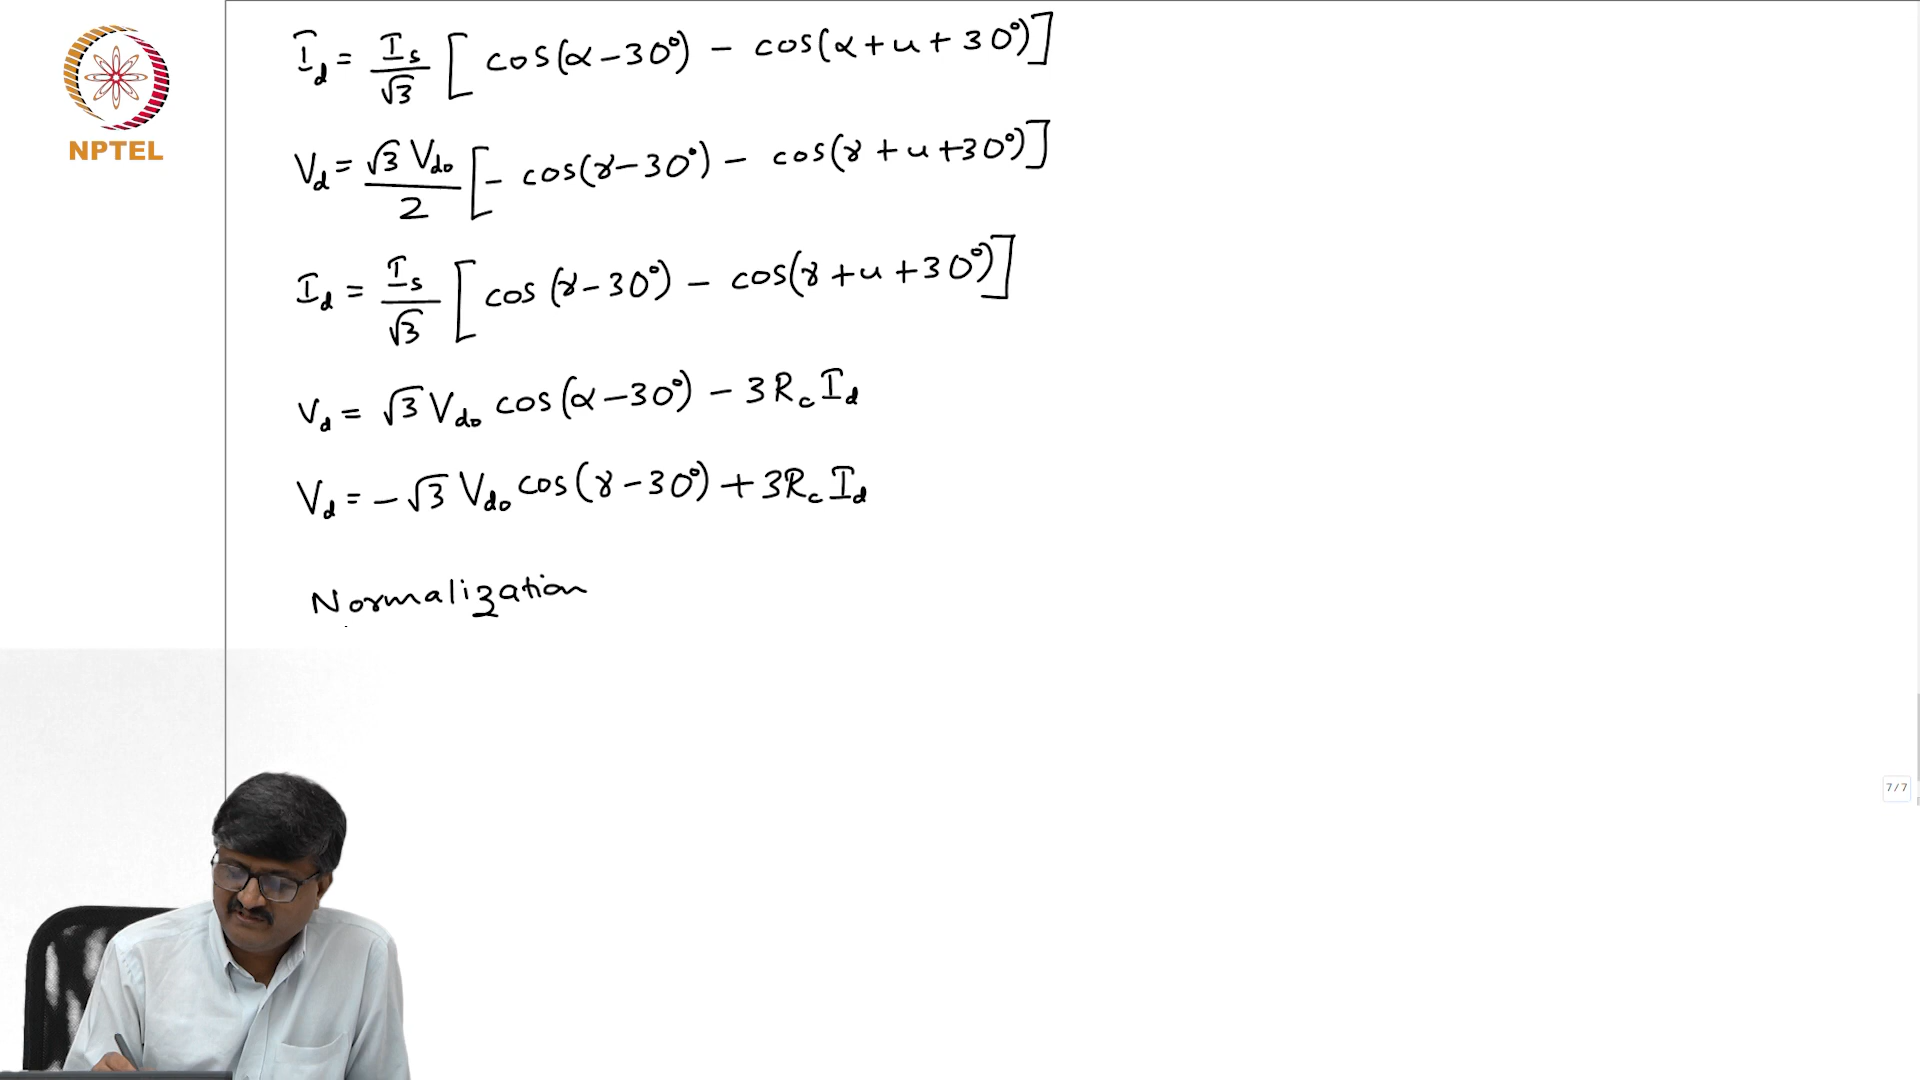 I_d = I_s/√3 [cos(α-30°) - cos(α+u+30°)]
NPTEL
V_d = √3 V_do/2 [- cos(γ-30°) - cos(γ+u+30°)]
I_d = I_s/√3 [cos(γ-30°) - cos(γ+u+30°)]
V_d = √3 V_do cos(α-30°) - 3R_c I_d
V_d = -√3 V_do cos(γ-30°) + 3R_c I_d
Normalization
7/7